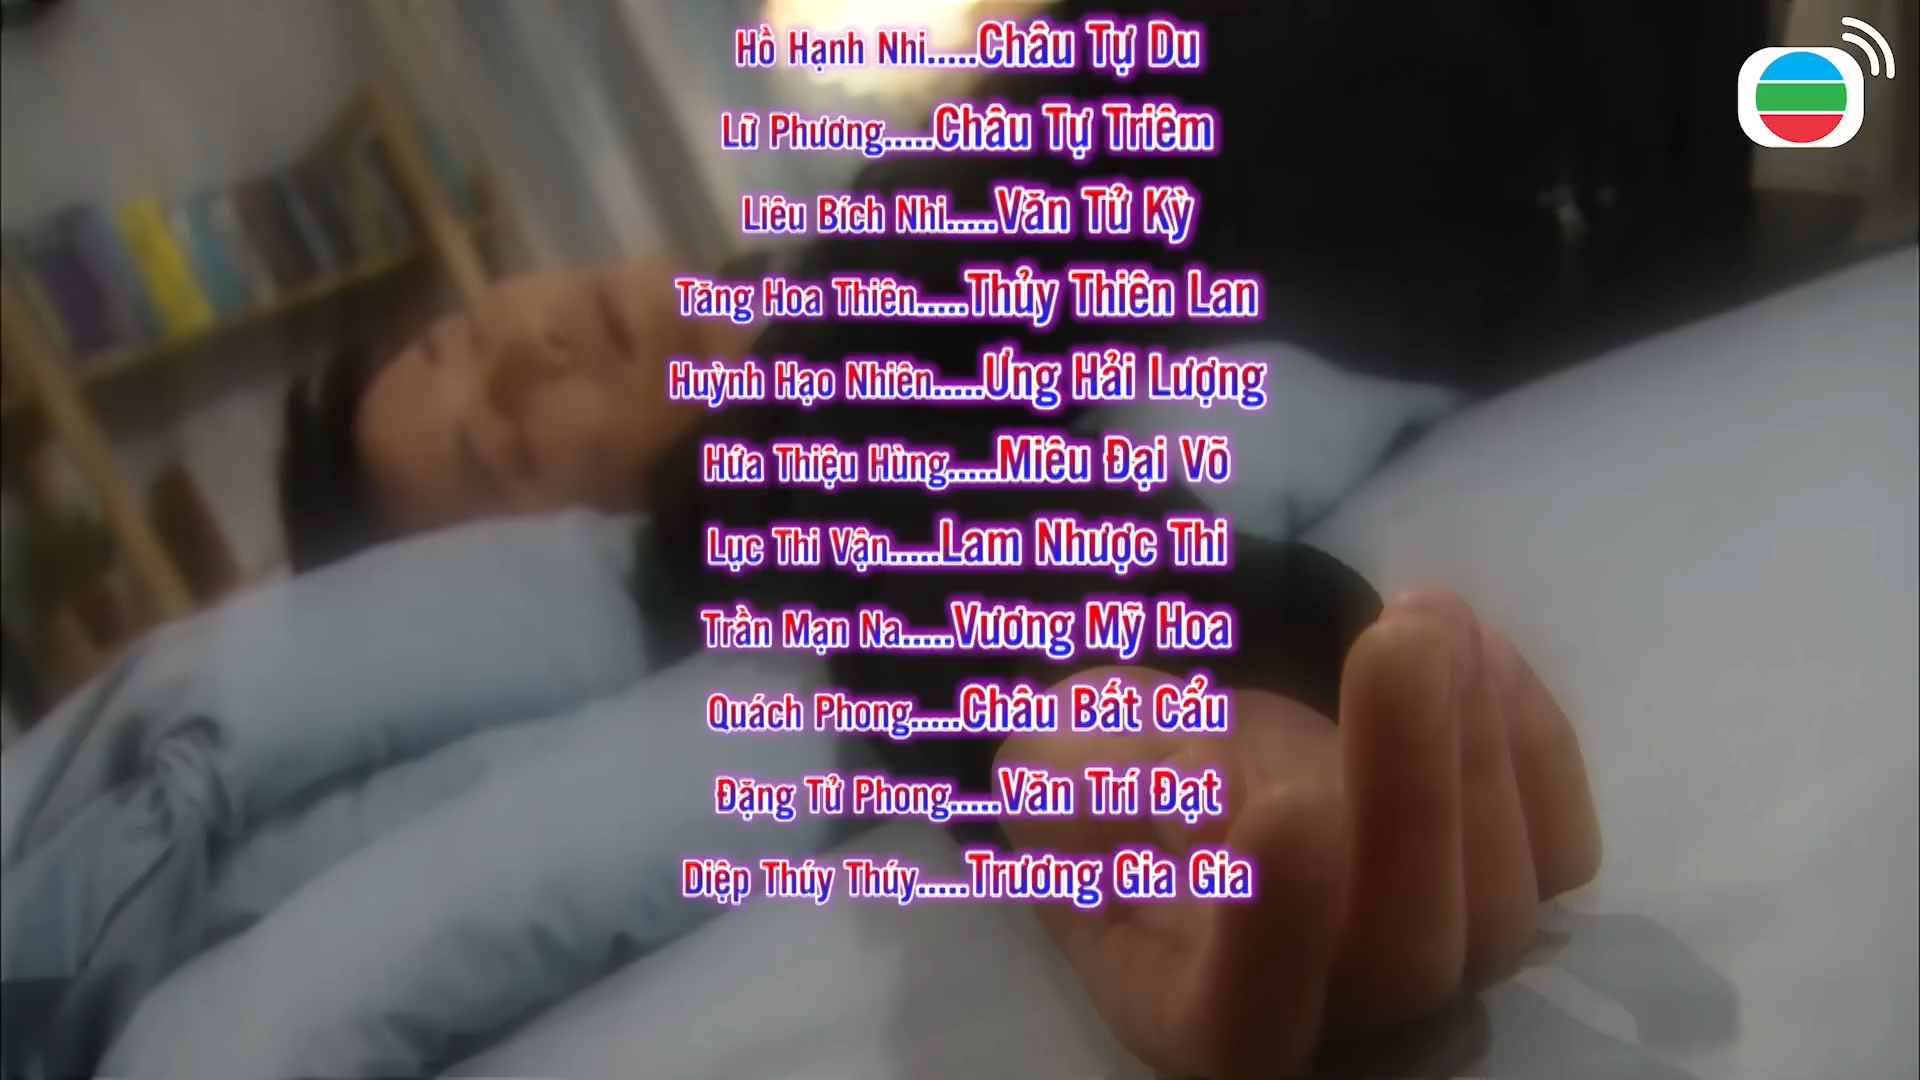 Hồ Hạnh Nhi.....Châu Tự Du
Lữ Phương.....Châu Tự Triêm
Liêu Bích Nhi.....Văn Tử Kỳ
Tăng Hoa Thiên.....Thủy Thiên Lan
Huỳnh Hạo Nhiên.....Ưng Hải Lượng
Hứa Thiệu Hùng.....Miêu Đại Võ
Lục Thi Vận.....Lam Nhược Thi
Trần Mạn Na.....Vương Mỹ Hoa
Quách Phong.....Châu Bất Cẩu
Đặng Tử Phong.....Văn Trí Đạt
Diệp Thúy Thúy.....Trương Gia Gia